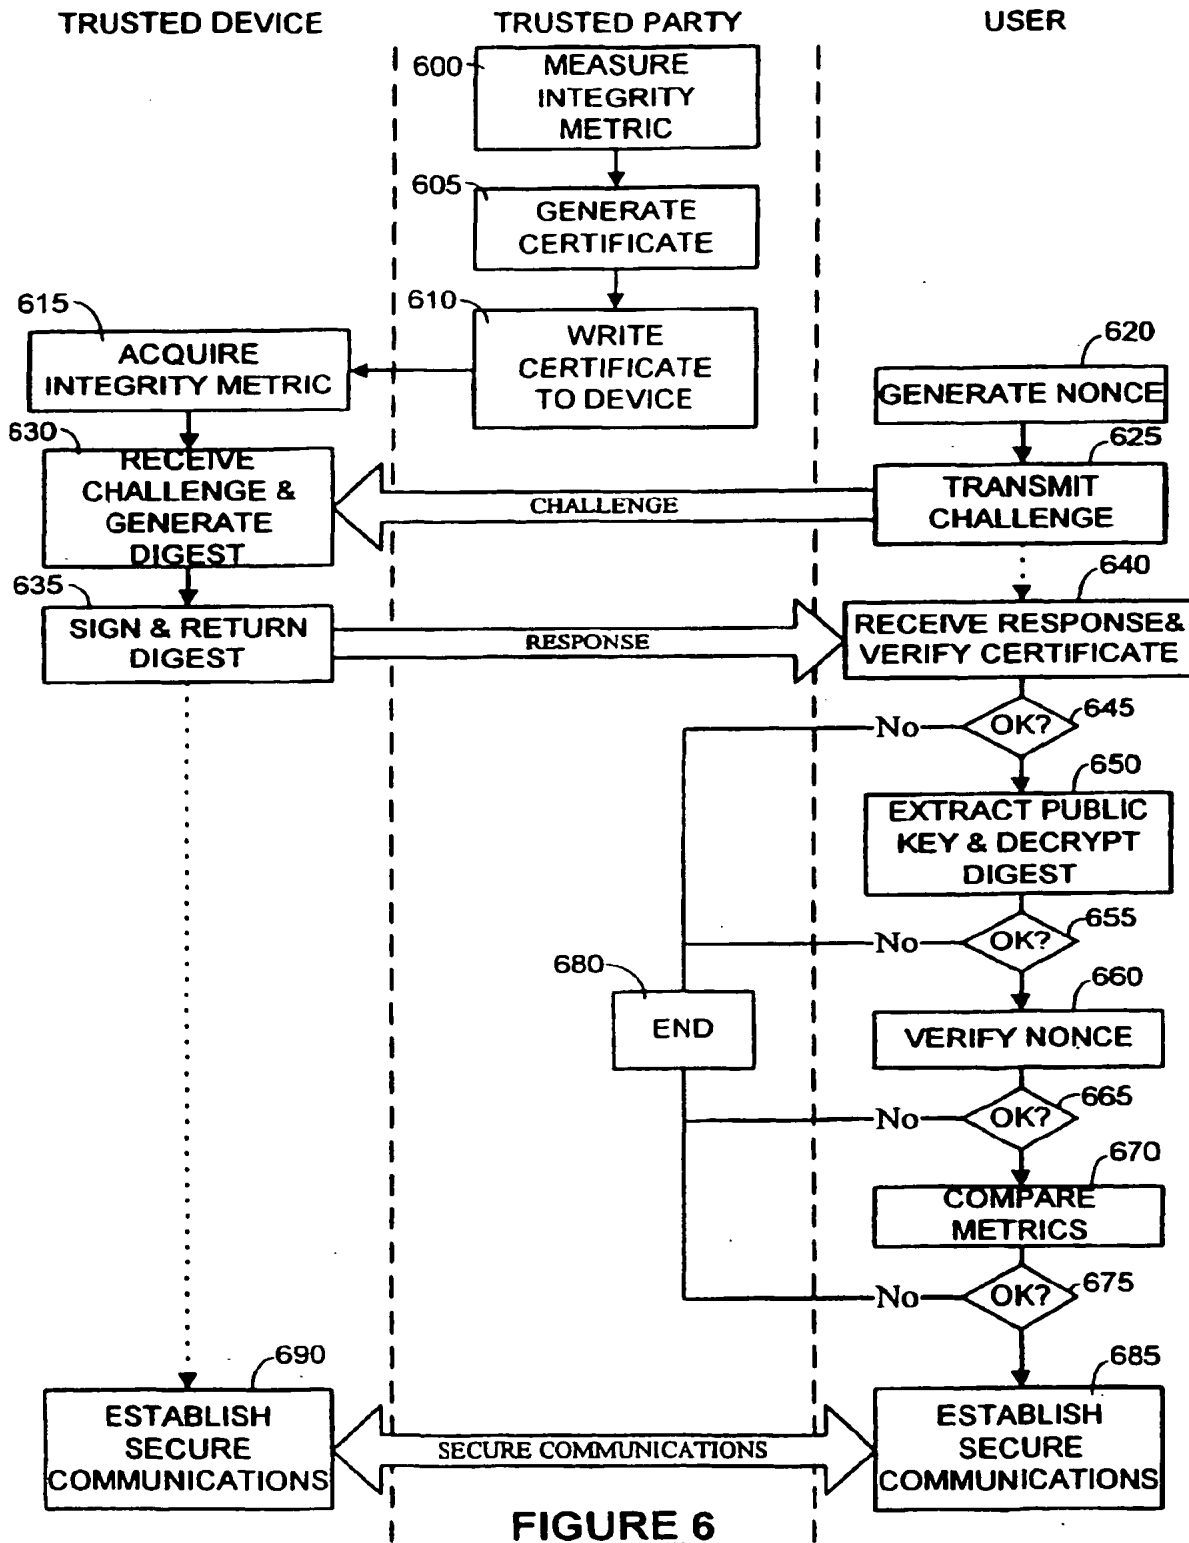 TRUSTED DEVICE
TRUSTED PARTY
USER
600
MEASURE
INTEGRITY
METRIC
605
GENERATE
CERTIFICATE
610
WRITE
CERTIFICATE
TO DEVICE
615
ACQUIRE
INTEGRITY METRIC
620
GENERATE NONCE
625
TRANSMIT
CHALLENGE
CHALLENGE
630
RECEIVE
CHALLENGE &
GENERATE
DIGEST
635
SIGN & RETURN
DIGEST
RESPONSE
640
RECEIVE RESPONSE&
VERIFY CERTIFICATE
645
OK?
No
650
EXTRACT PUBLIC
KEY & DECRYPT
DIGEST
655
OK?
No
680
END
660
VERIFY NONCE
665
OK?
No
670
COMPARE
METRICS
675
OK?
No
690
ESTABLISH
SECURE
COMMUNICATIONS
SECURE COMMUNICATIONS
685
ESTABLISH
SECURE
COMMUNICATIONS
FIGURE 6